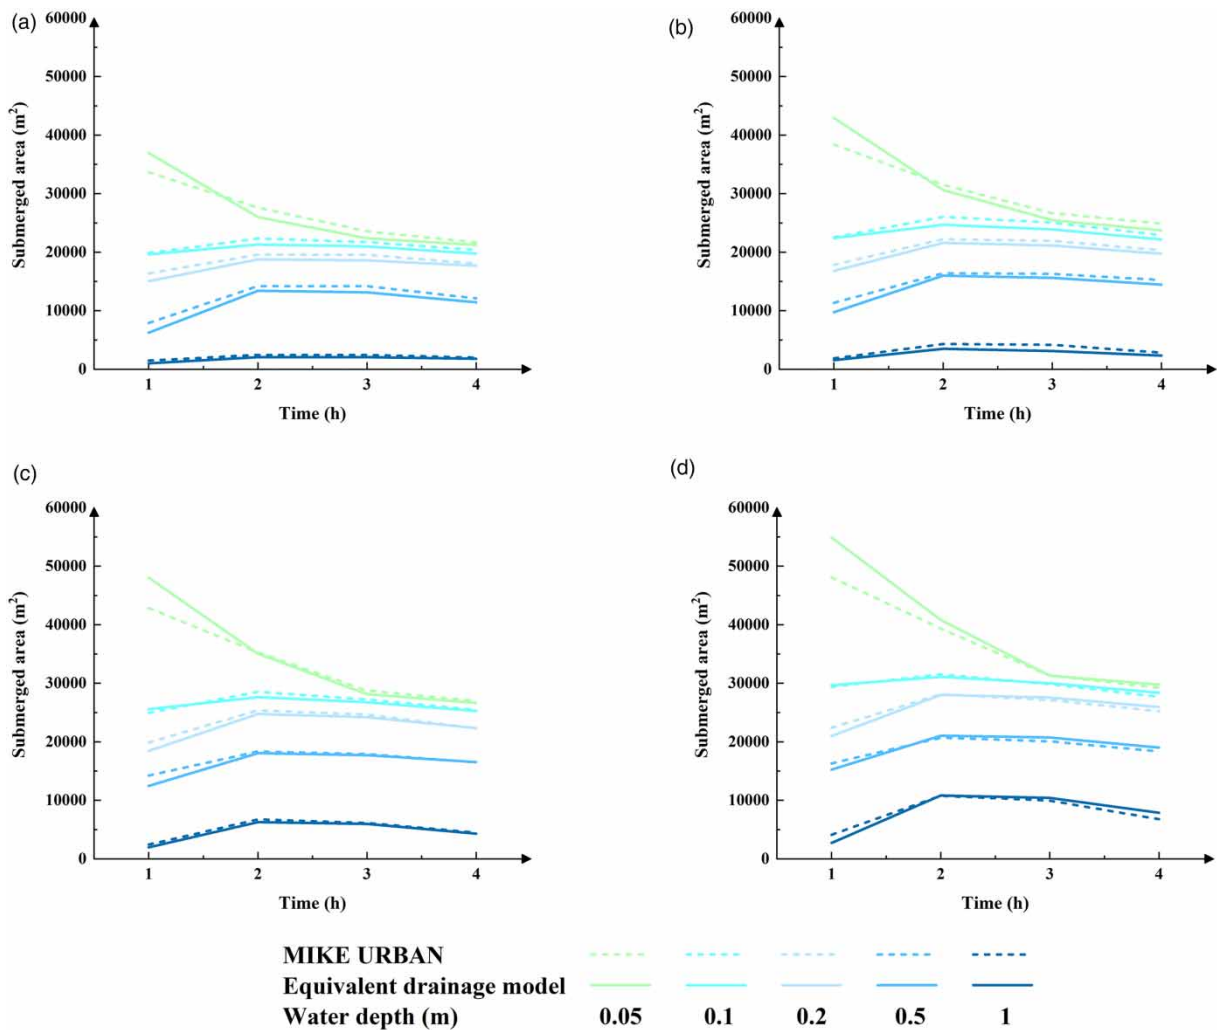 (a)
60000
50000
40000
30000
20000
10000
0
Submerged area (m²)
1 2 3 4
Time (h)
(b)
60000
50000
40000
30000
20000
10000
0
Submerged area (m²)
1 2 3 4
Time (h)
(c)
60000
50000
40000
30000
20000
10000
0
Submerged area (m²)
1 2 3 4
Time (h)
(d)
60000
50000
40000
30000
20000
10000
0
Submerged area (m²)
1 2 3 4
Time (h)
MIKE URBAN
Equivalent drainage model
Water depth (m) 0.05 0.1 0.2 0.5 1